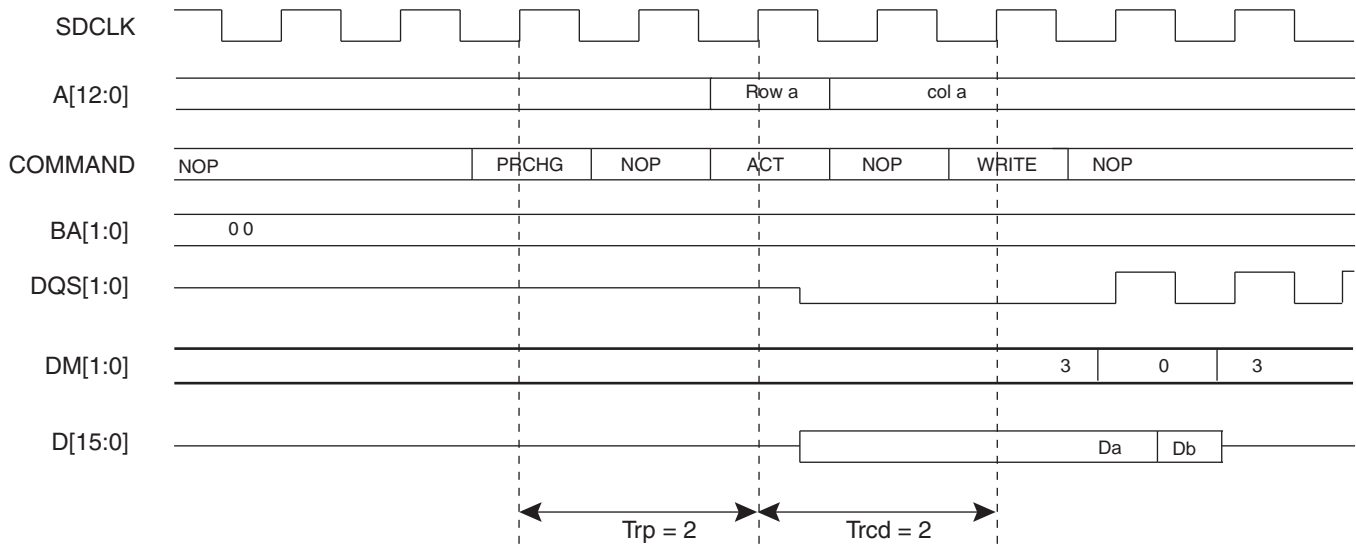 SDCLK
A[12:0] Row a col a
COMMAND NOP PRCHG NOP ACT NOP WRITE NOP
BA[1:0] 0 0
DQS[1:0]
DM[1:0] 3 0 3
D[15:0] Da Db
Trp = 2 Trcd = 2